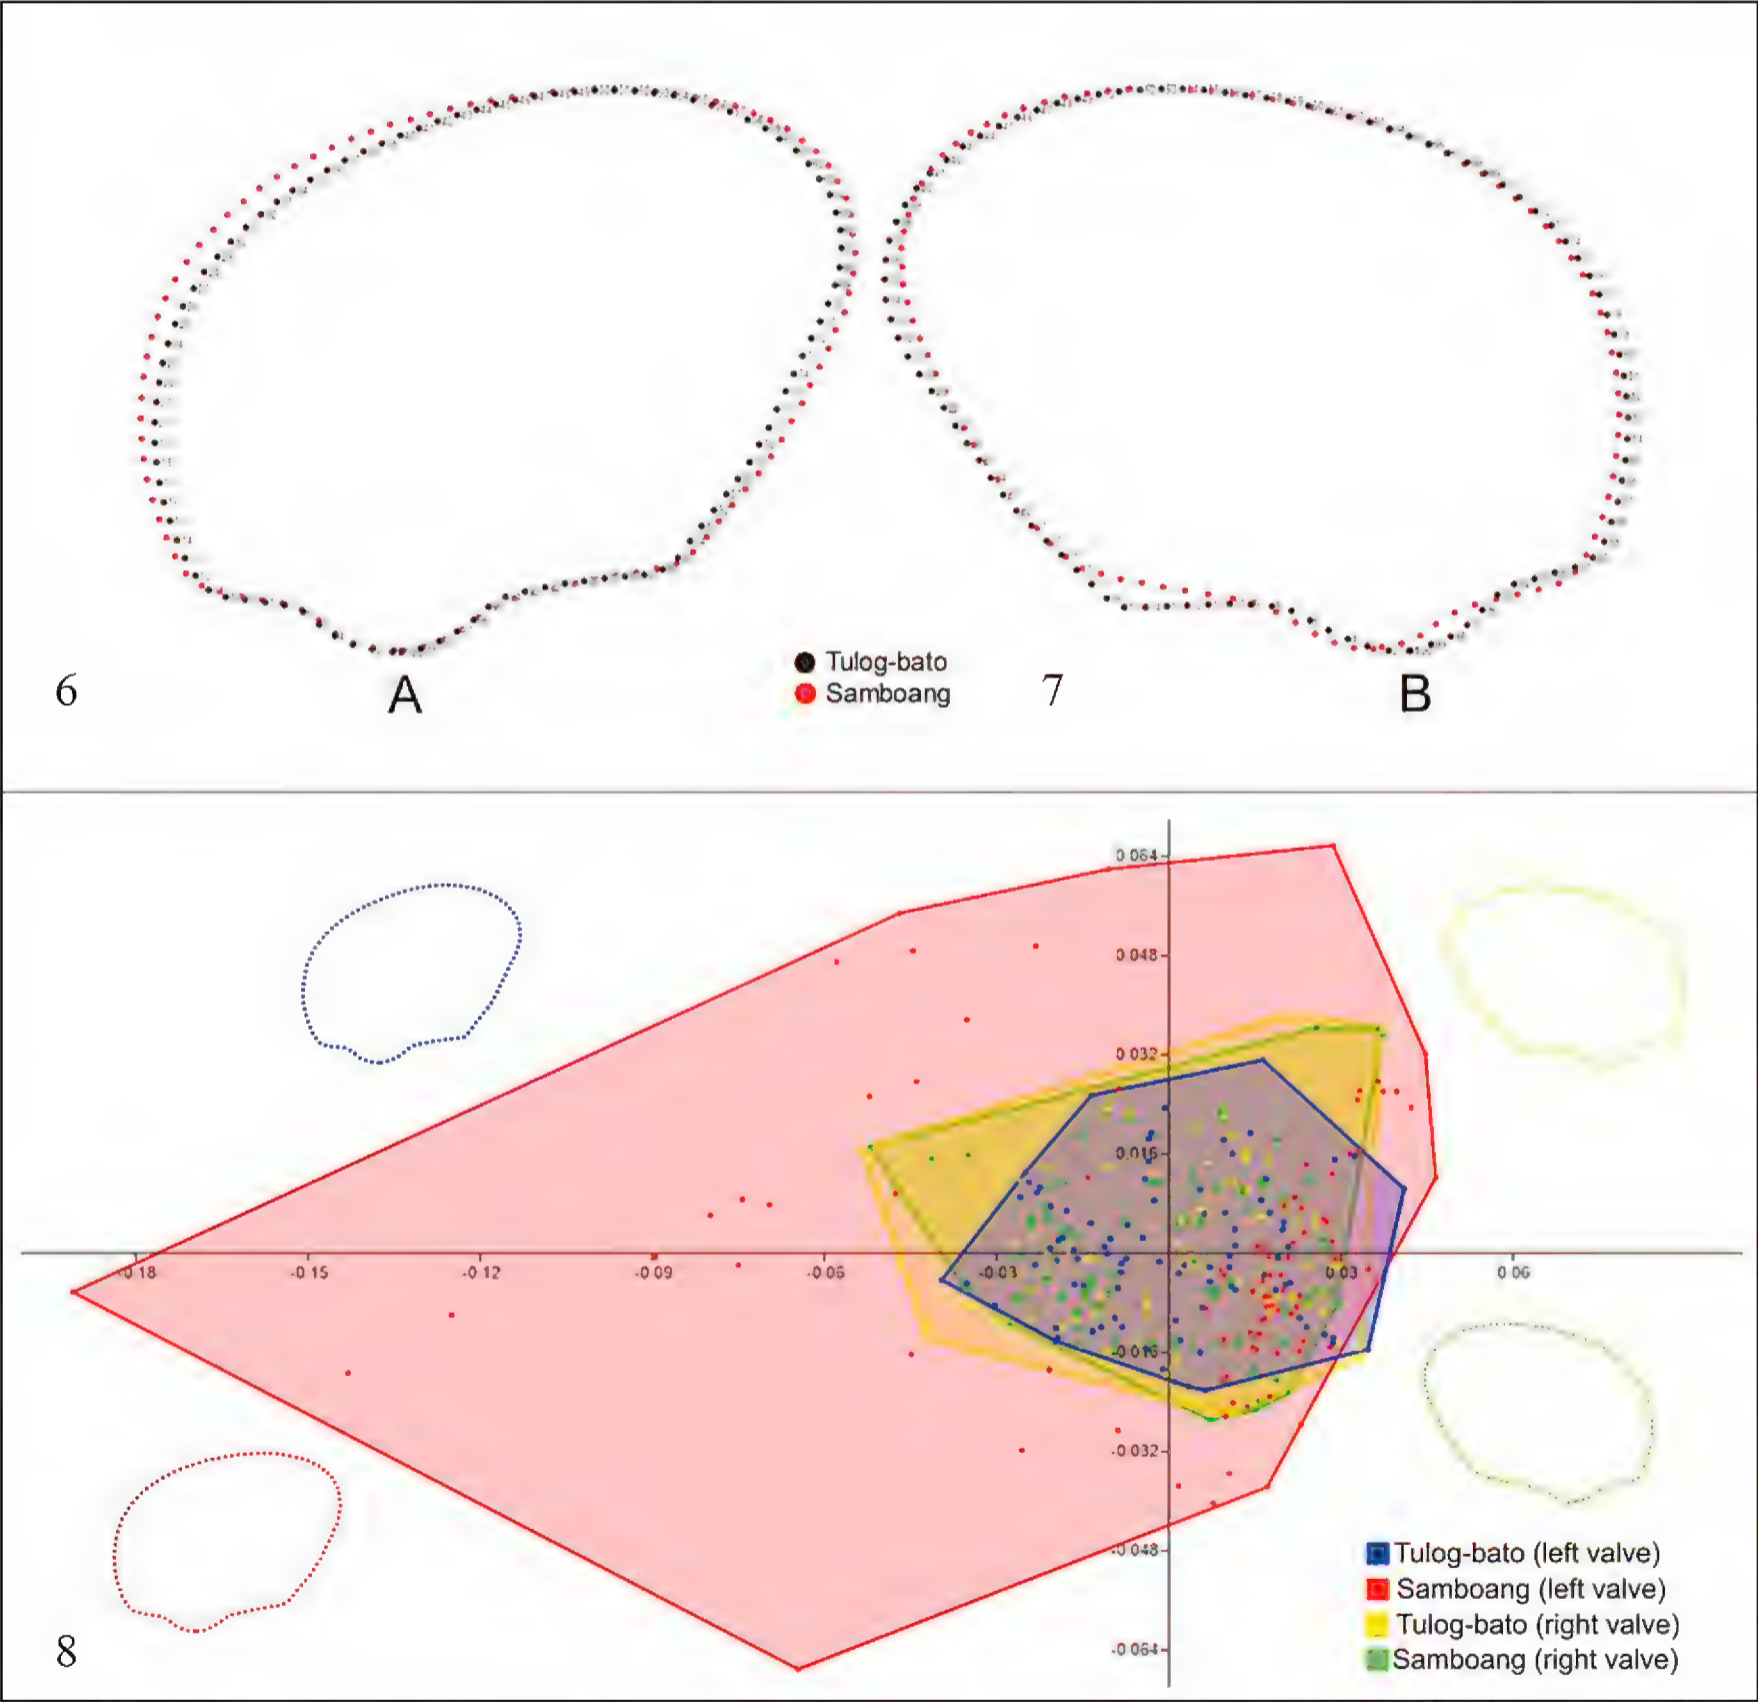 6
A
Tulog-bato
Samboang
7
B
0.064
0.048
0.032
0.016
-0.18
-0.15
-0.12
-0.09
-0.06
-0.03
0.03
0.06
-0.016
-0.032
-0.048
-0.064
Tulog-bato (left valve)
Samboang (left valve)
Tulog-bato (right valve)
Samboang (right valve)
8